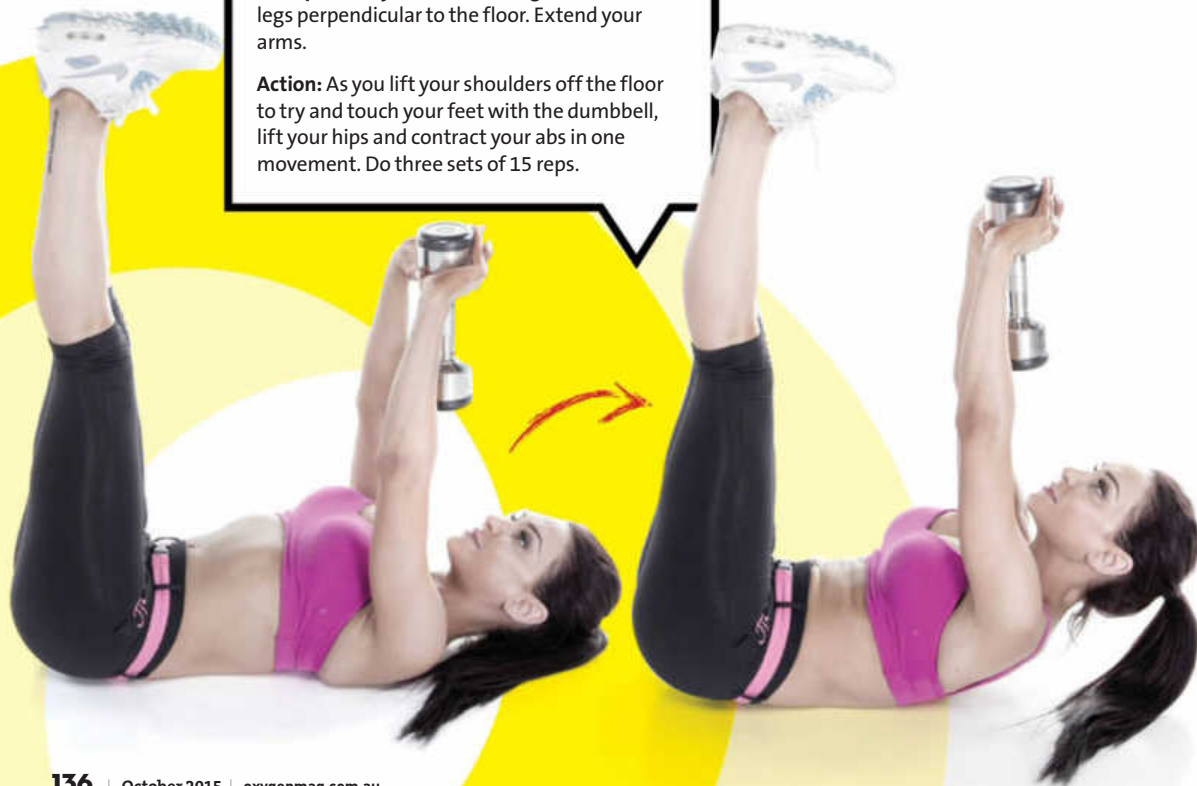 legs perpendicular to the floor. Extend your
arms.
Action: As you lift your shoulders off the floor
to try and touch your feet with the dumbbell,
lift your hips and contract your abs in one
movement. Do three sets of 15 reps.
136 | October 2015 | oxygenmag.com.au